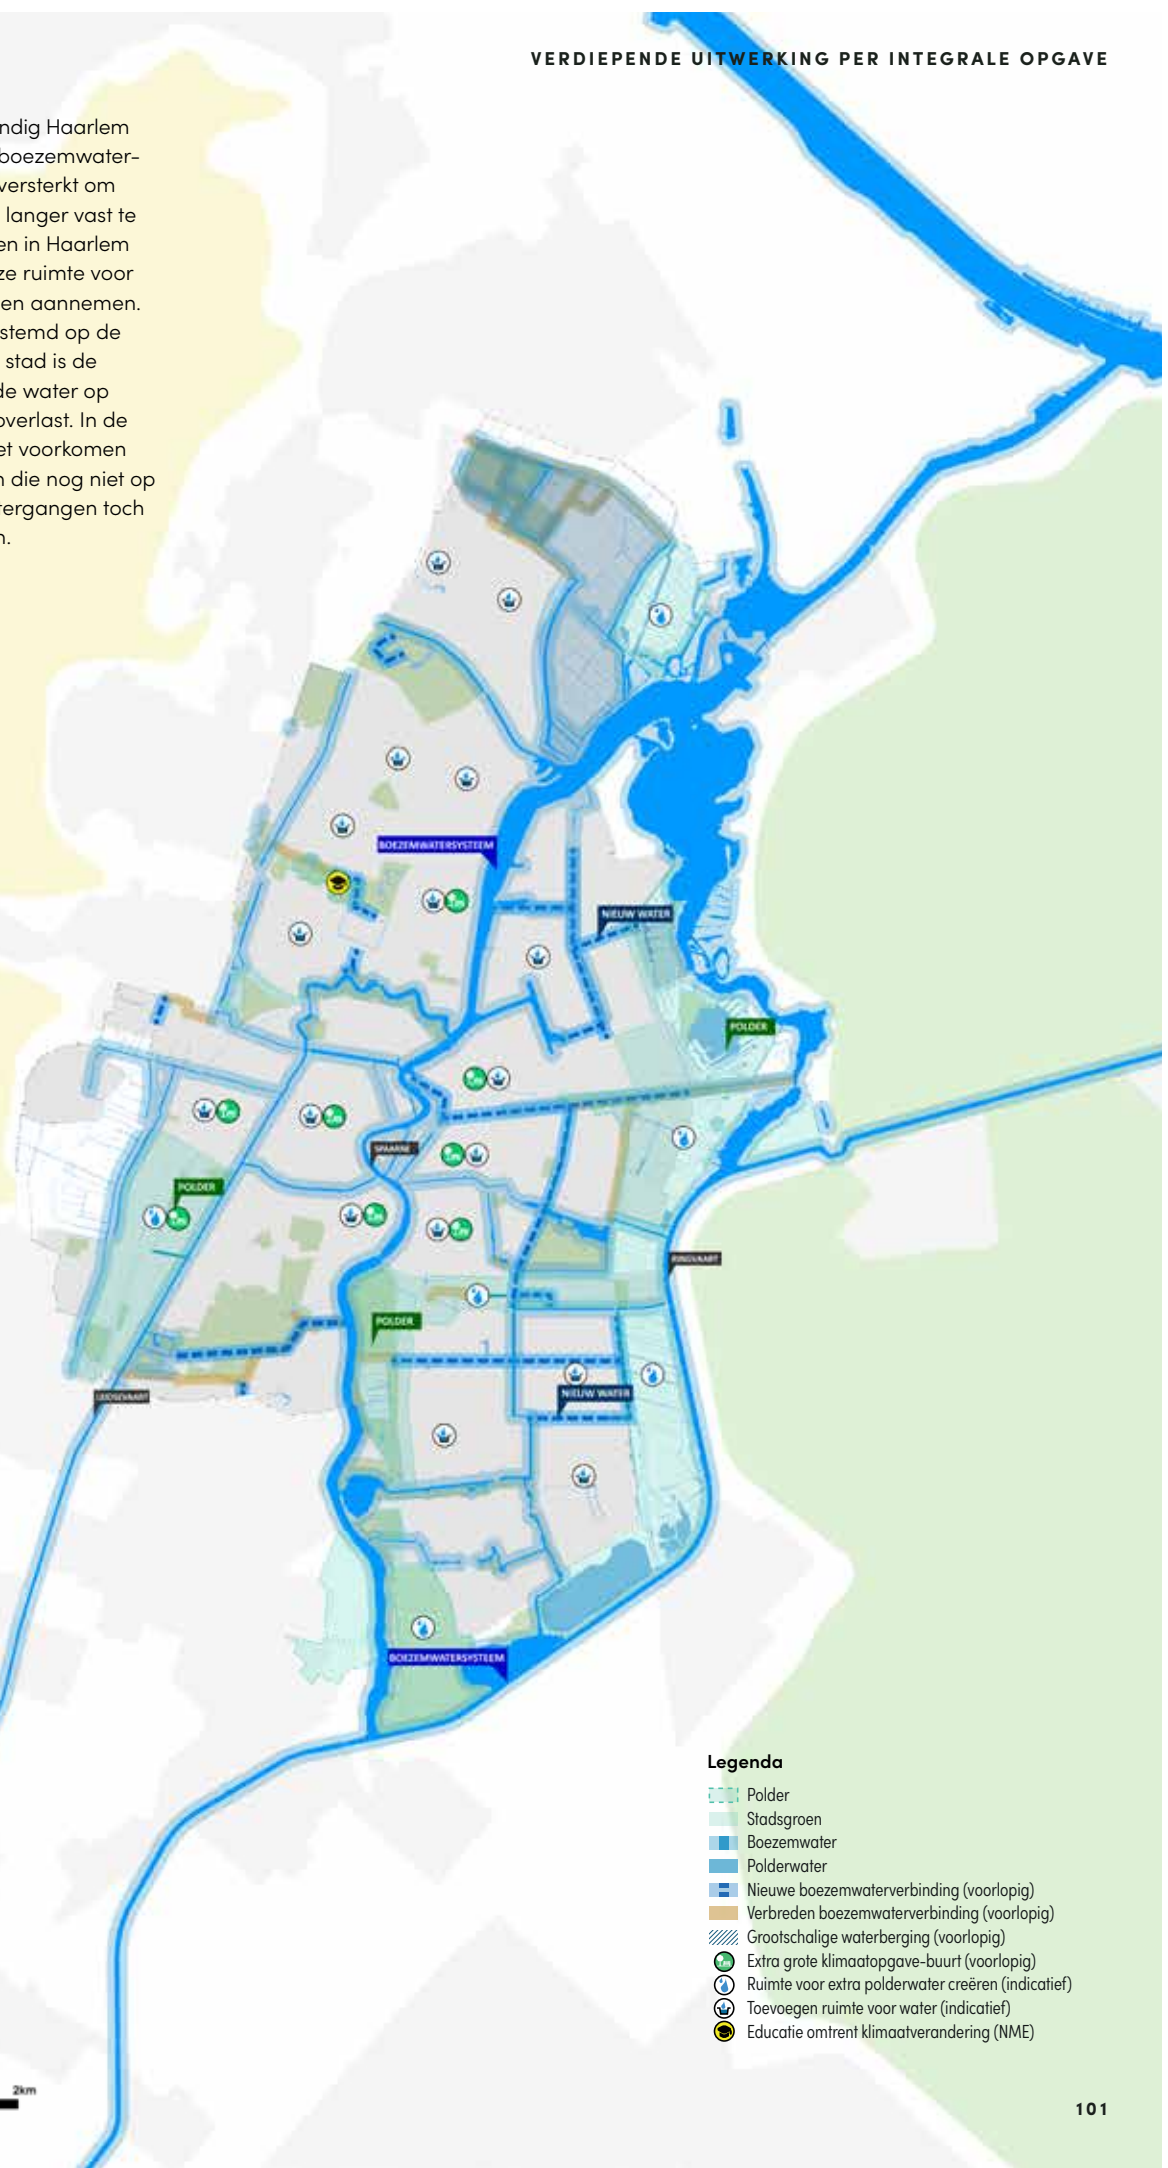 VERDIEPENDE UITWERKING PER INTEGRALE OPGAVE
ndig Haarlem
boezemwater-
versterkt om
langer vast te
en in Haarlem
ze ruimte voor
en aannemen.
stemd op de
stad is de
de water op
overlast. In de
et voorkomen
n die nog niet op
tergangen toch
n.
BOEZEMWATERSYSTEEM
NIEUW WATER
POLDER
SPAARNE
POLDER
RINGVAART
POLDER
LEIDSEVAART
NIEUW WATER
BOEZEMWATERSYSTEEM
Legenda
Polder
Stadsgroen
Boezemwater
Polderwater
Nieuwe boezemwaterverbinding (voorlopig)
Verbreden boezemwaterverbinding (voorlopig)
Grootschalige waterberging (voorlopig)
Extra grote klimaatopgave-buurt (voorlopig)
Ruimte voor extra polderwater creëren (indicatief)
Toevoegen ruimte voor water (indicatief)
Educatie omtrent klimaatverandering (NME)
2km
101